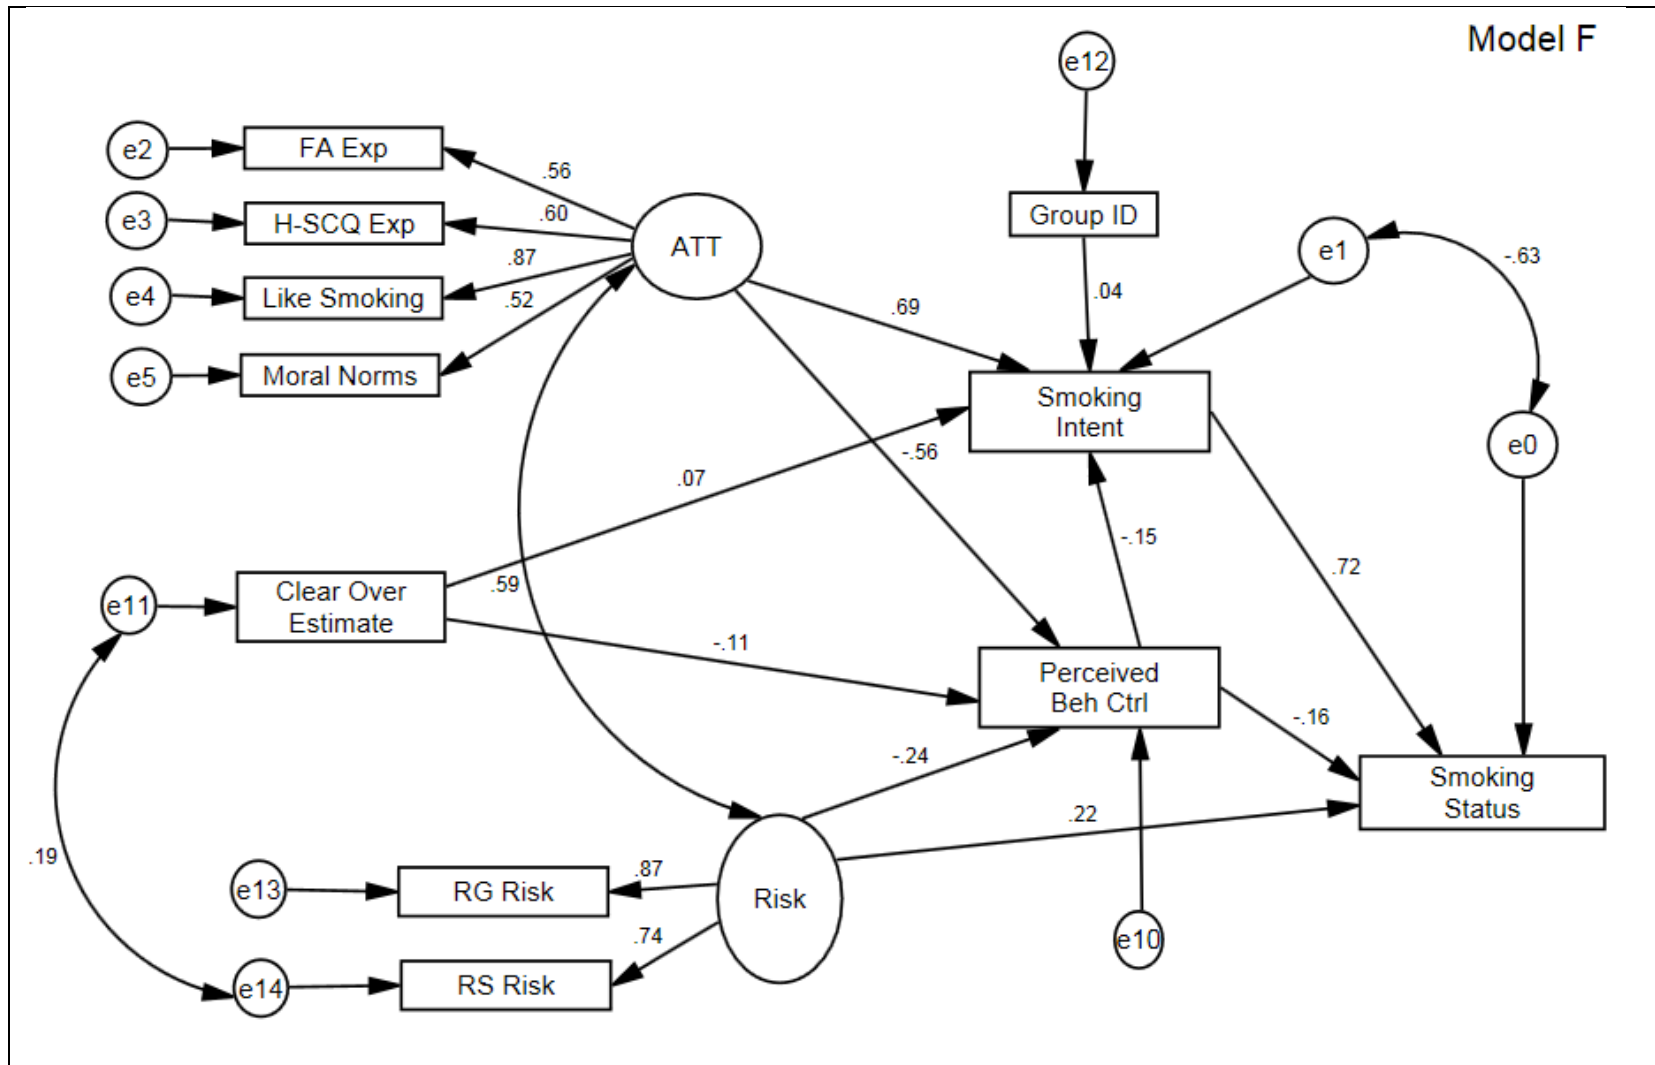 Model F
e12
e2
FA Exp
.56
e3
H-SCQ Exp
.60
Group ID
e1
-.63
ATT
.87
e4
Like Smoking
.52
.04
.69
e5
Moral Norms
Smoking
Intent
e0
-.56
.07
-.15
.72
.59
e11
Clear Over
Estimate
-.11
Perceived
Beh Ctrl
-.16
-.24
Smoking
Status
.22
.19
e13
RG Risk
.87
Risk
.74
e10
e14
RS Risk